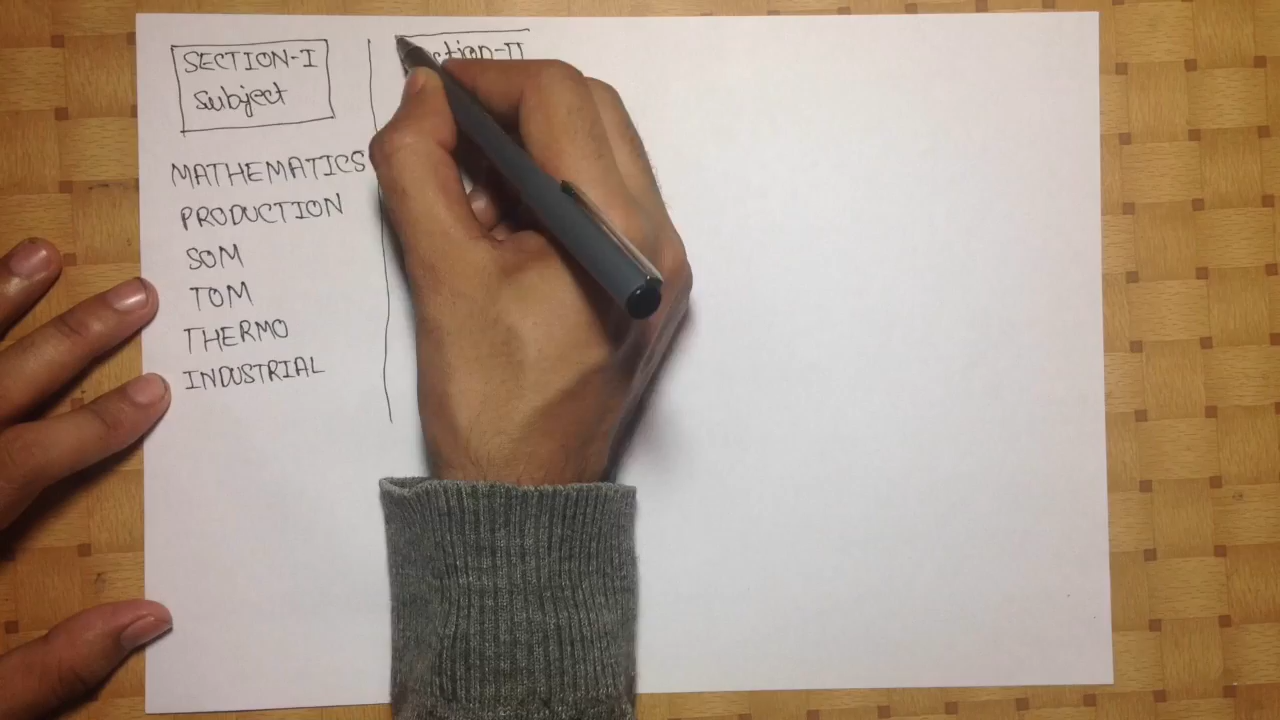 SECTION-I
Subject
MATHEMATICS
PRODUCTION
SOM
TOM
THERMO
INDUSTRIAL